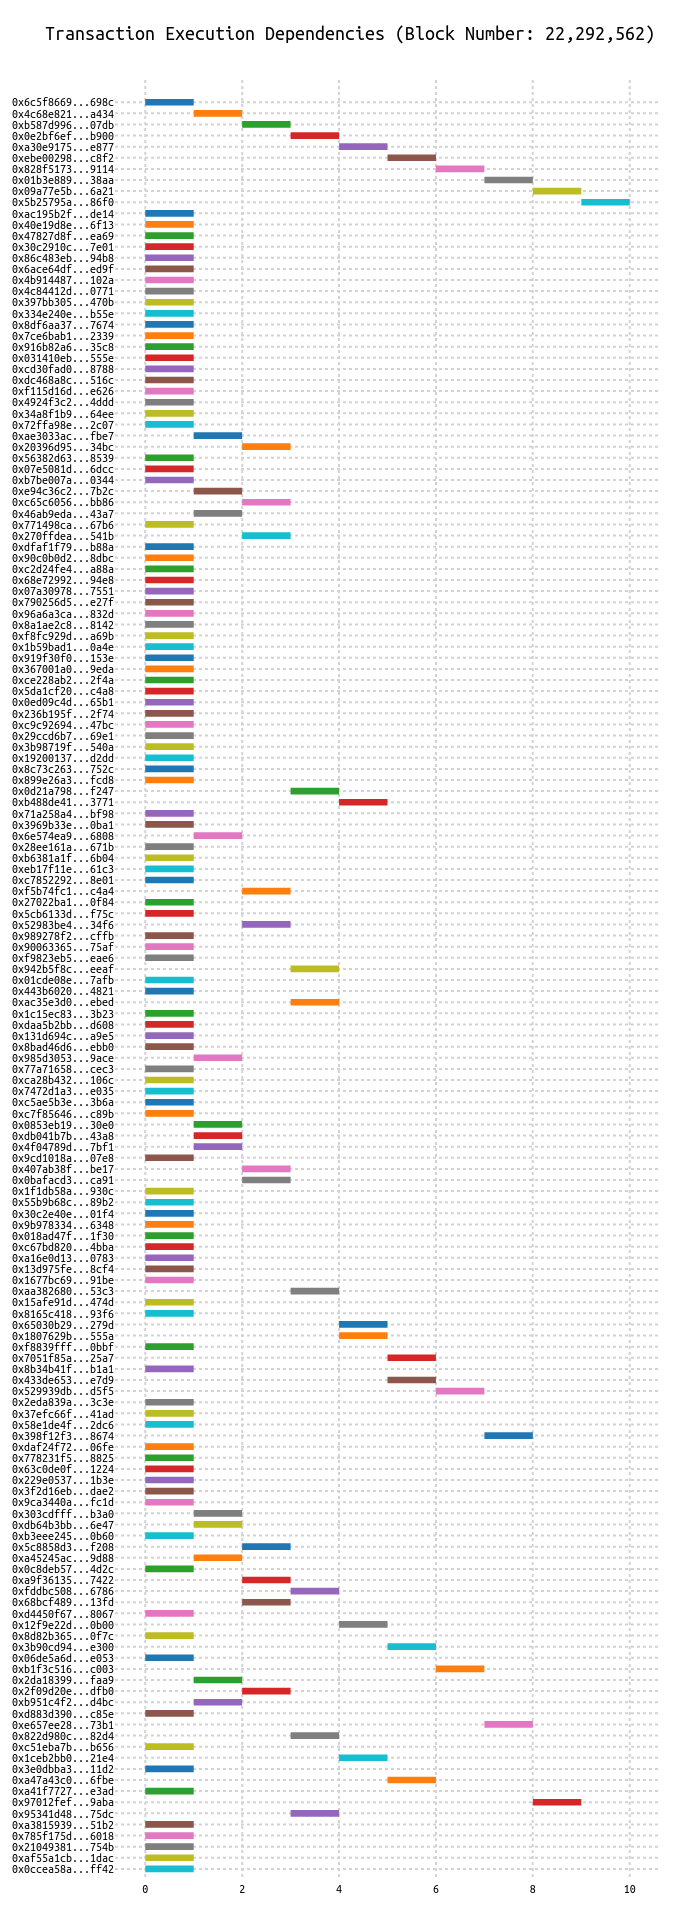 Transaction Execution Dependencies (Block Number: 22,292,562)
0x6c5f8669...698c
0x4c68e821...a434
0xb587d996...07db
0x0e2bf6ef...b900
0xa30e9175...e877
0xebe00298...c8f2
0x828f5173...9114
0x01b3e889...38aa
0x09a77e5b...6a21
0x5b25795a...86f0
0xac195b2f...de14
0x40e19d8e...6f13
0x47827d8f...ea69
0x30c2910c...7e01
0x86c483eb...94b8
0x6ace64df...ed9f
0x4b914487...102a
0x4c84412d...0771
0x397bb305...470b
0x334e240e...b55e
0x8df6aa37...7674
0x7ce6bab1...2339
0x916b82a6...35c8
0x031410eb...555e
0xcd30fad0...8788
0xdc468a8c...516c
0xf115d16d...e626
0x4924f3c2...4ddd
0x34a8f1b9...64ee
0x72ffa98e...2c07
0xae3033ac...fbe7
0x20396d95...34bc
0x56382d63...8539
0x07e5081d...6dcc
0xb7be007a...0344
0xe94c36c2...7b2c
0xc65c6056...bb86
0x46ab9eda...43a7
0x771498ca...67b6
0x270ffdea...541b
0xdfaf1f79...b88a
0x90c0b0d2...8dbc
0xc2d24fe4...a88a
0x68e72992...94e8
0x07a30978...7551
0x790256d5...e27f
0x96a6a3ca...832d
0x8a1ae2c8...8142
0xf8fc929d...a69b
0x1b59bad1...0a4e
0x919f30f0...153e
0x367001a0...9eda
0xce228ab2...2f4a
0x5da1cf20...c4a8
0x0ed09c4d...65b1
0x236b195f...2f74
0xc9c92694...47bc
0x29ccd6b7...69e1
0x3b98719f...540a
0x19200137...d2dd
0x8c73c263...752c
0x899e26a3...fcd8
0x0d21a798...f247
0xb488de41...3771
0x71a258a4...bf98
0x3969b33e...0ba1
0x6e574ea9...6808
0x28ee161a...671b
0xb6381a1f...6b04
0xeb17f11e...61c3
0xc7852292...8e01
0xf5b74fc1...c4a4
0x27022ba1...0f84
0x5cb6133d...f75c
0x52983be4...34f6
0x989278f2...cffb
0x90063365...75af
0xf9823eb5...eae6
0x942b5f8c...eeaf
0x01cde08e...7afb
0x443b6020...4821
0xac35e3d0...ebed
0x1c15ec83...3b23
0xdaa5b2bb...d608
0x131d694c...a9e5
0x8bad46d6...ebb0
0x985d3053...9ace
0x77a71658...cec3
0xca28b432...106c
0x7472d1a3...e035
0xc5ae5b3e...3b6a
0xc7f85646...c89b
0x0853eb19...30e0
0xdb041b7b...43a8
0x4f04789d...7bf1
0x9cd1018a...07e8
0x407ab38f...be17
0x0bafacd3...ca91
0x1f1db58a...930c
0x55b9b68c...89b2
0x30c2e40e...01f4
0x9b978334...6348
0x018ad47f...1f30
0xc67bd820...4bba
0xa16e0d13...0783
0x13d975fe...8cf4
0x1677bc69...91be
0xaa382680...53c3
0x15afe91d...474d
0x8165c418...93f6
0x65030b29...279d
0x1807629b...555a
0xf8839fff...0bbf
0x7051f85a...25a7
0x8b34b41f...b1a1
0x433de653...e7d9
0x529939db...d5f5
0x2eda839a...3c3e
0x37efc66f...41ad
0x58e1de4f...2dc6
0x398f12f3...8674
0xdaf24f72...06fe
0x778231f5...8825
0x63c0de0f...1224
0x229e0537...1b3e
0x3f2d16eb...dae2
0x9ca3440a...fc1d
0x303cdfff...b3a0
0xdb64b3bb...6e47
0xb3eee245...0b60
0x5c8858d3...f208
0xa45245ac...9d88
0x0c8deb57...4d2c
0xa9f36135...7422
0xfddbc508...6786
0x68bcf489...13fd
0xd4450f67...8067
0x12f9e22d...0b00
0x8d82b365...0f7c
0x3b90cd94...e300
0x06de5a6d...e053
0xb1f3c516...c003
0x2da18399...faa9
0x2f09d20e...dfb0
0xb951c4f2...d4bc
0xd883d390...c85e
0xe657ee28...73b1
0x822d980c...82d4
0xc51eba7b...b656
0x1ceb2bb0...21e4
0x3e0dbba3...11d2
0xa47a43c0...6fbe
0xa41f7727...e3ad
0x97012fef...9aba
0x95341d48...75dc
0xa3815939...51b2
0x785f175d...6018
0x21049381...754b
0xaf55a1cb...1dac
0x0ccea58a...ff42
0 2 4 6 8 10